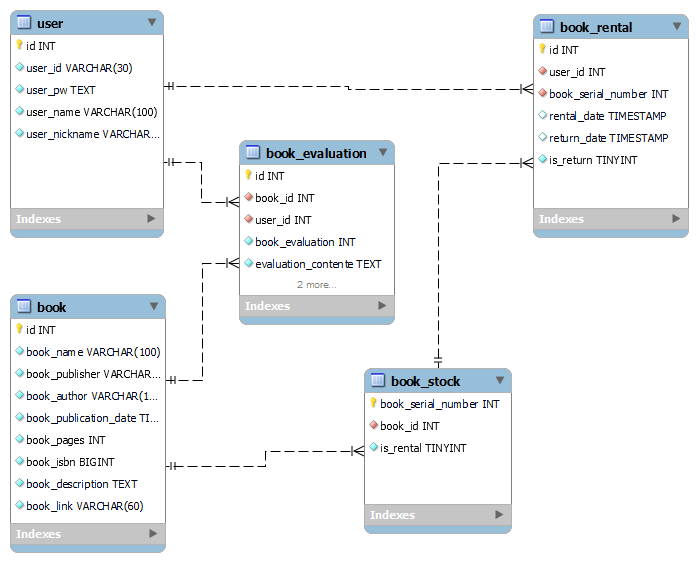 user
id INT
user_id VARCHAR(30)
user_pw TEXT
user_name VARCHAR(100)
user_nickname VARCHAR...
Indexes
book_rental
id INT
user_id INT
book_serial_number INT
rental_date TIMESTAMP
return_date TIMESTAMP
is_return TINYINT
Indexes
book_evaluation
id INT
book_id INT
user_id INT
book_evaluation INT
evaluation_contente TEXT
2 more...
Indexes
book
id INT
book_name VARCHAR(100)
book_publisher VARCHAR...
book_author VARCHAR(1...
book_publication_date TI...
book_pages INT
book_isbn BIGINT
book_description TEXT
book_link VARCHAR(60)
Indexes
book_stock
book_serial_number INT
book_id INT
is_rental TINYINT
Indexes